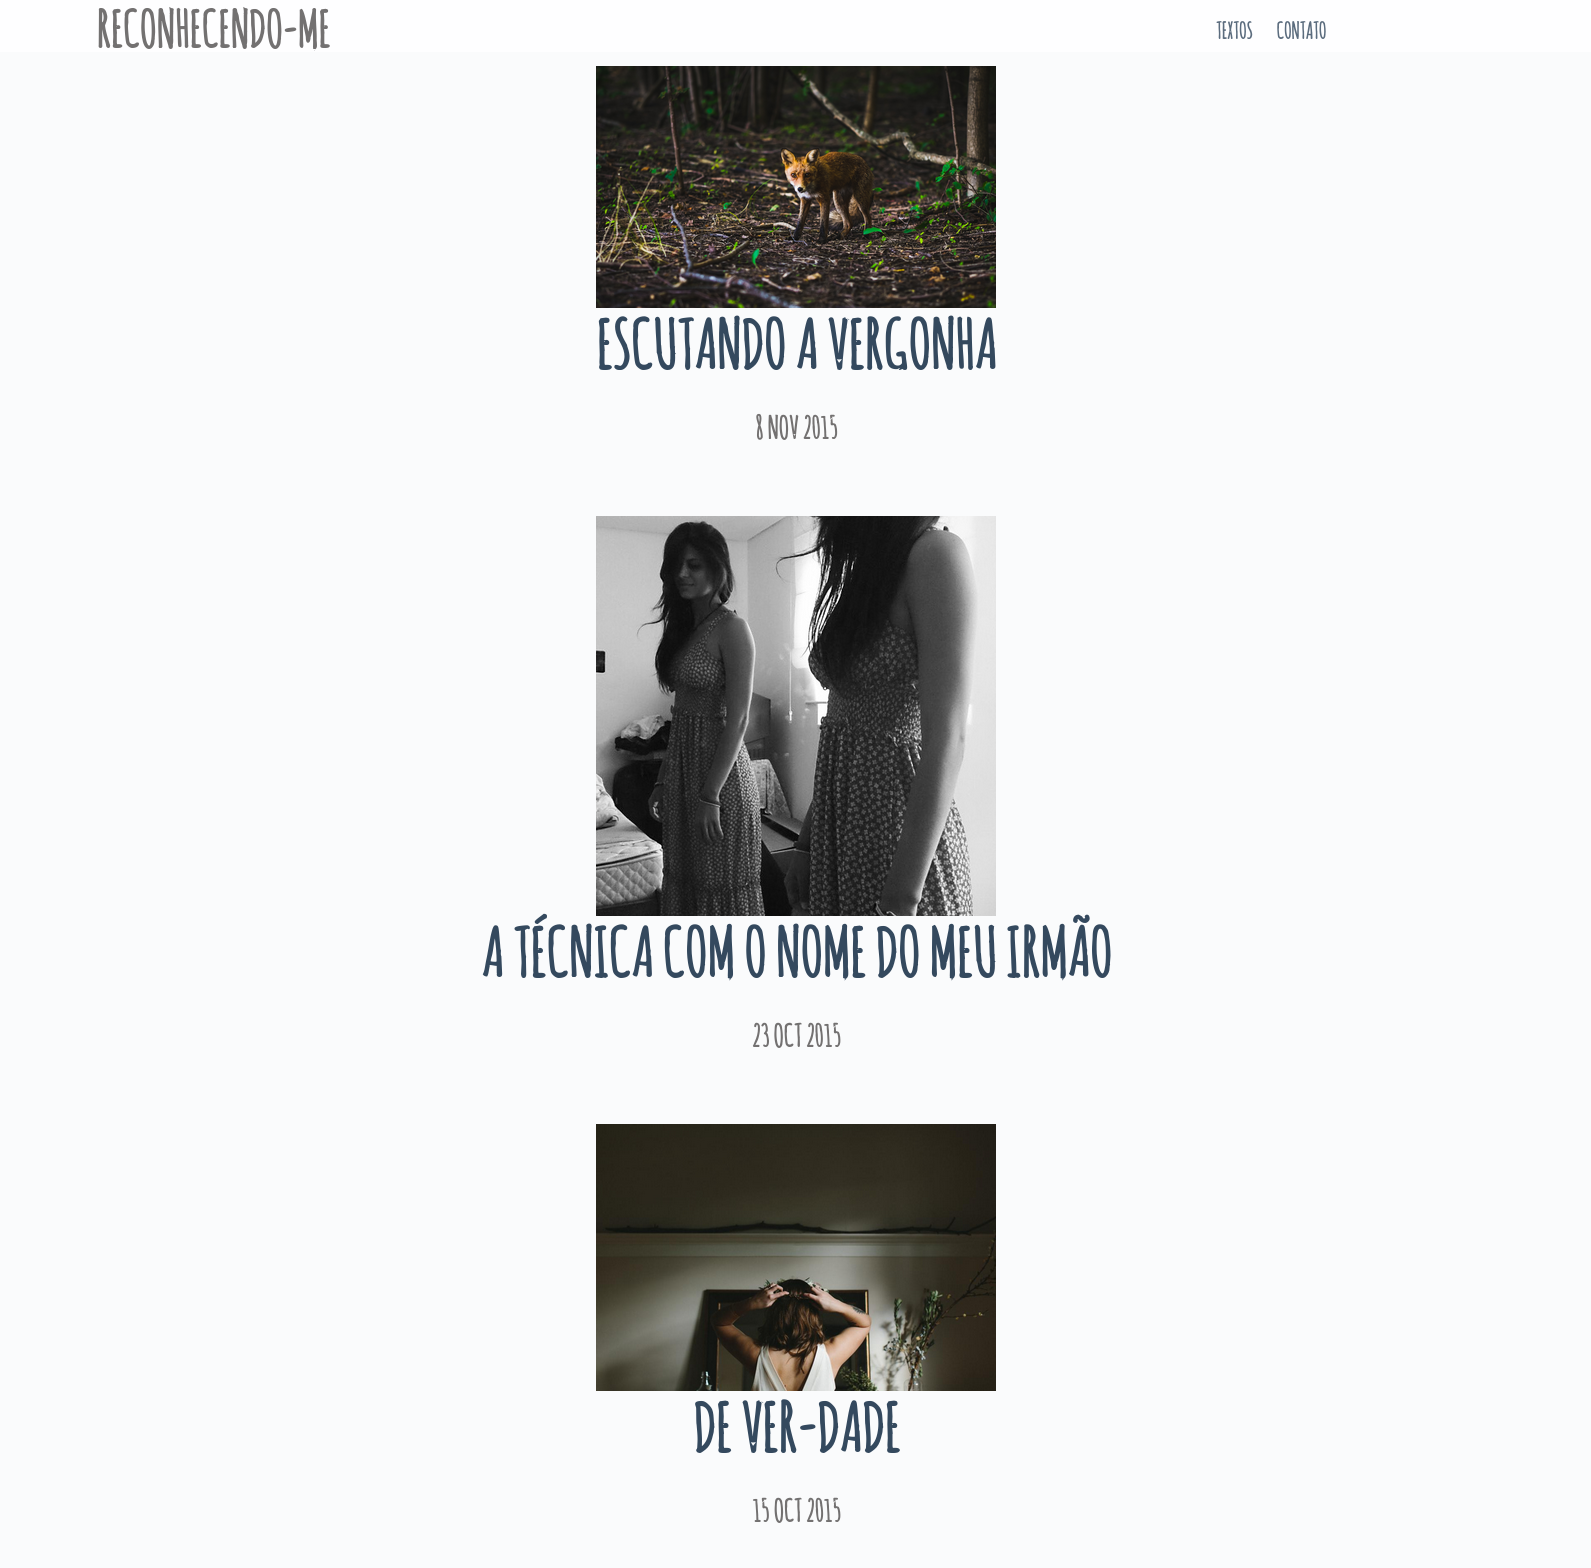 RECONHECENDO-ME
TEXTOS CONTATO
ESCUTANDO A VERGONHA
8 NOV 2015
A TÉCNICA COM O NOME DO MEU IRMÃO
23 OCT 2015
DE VER-DADE
15 OCT 2015